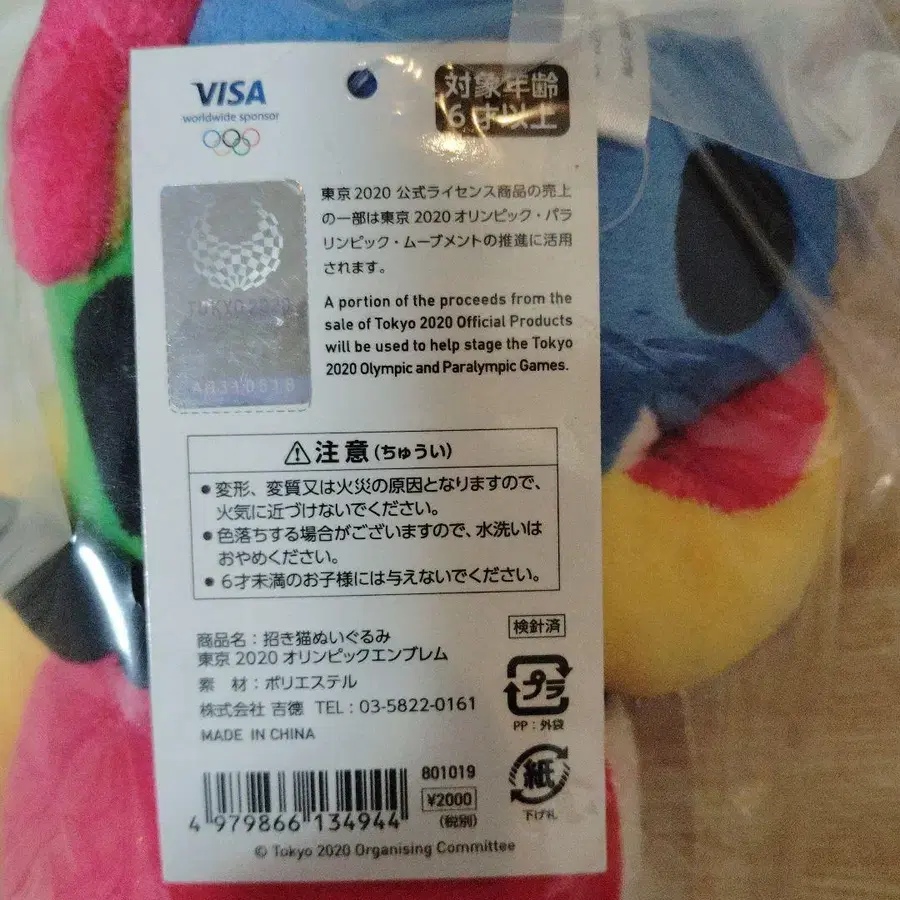 VISA
worldwide sponsor
対象年齢
6才以上
東京2020 公式ライセンス商品の売上
の一部は東京 2020 オリンピック・パラ
リンピック・ムーブメントの推進に活用
されます。
A portion of the proceeds from the
sale of Tokyo 2020 Official Products
will be used to help stage the Tokyo
2020 Olympic and Paralympic Games.
TOKYO 2020
⚠注意(ちゅうい)
•変形、変質又は火災の原因となりますので、
火気に近づけないでください。
•色落ちする場合がございますので、水洗いは
おやめください。
•6才未満のお子様には与えないでください。
検針済
商品名：招き猫ぬいぐるみ
東京 2020 オリンピックエンブレム
素 材：ポリエステル
株式会社 吉徳 TEL：03-5822-0161
MADE IN CHINA
プラ
PP：外袋
紙
下げ札
801019
¥2000
(税別)
4 979866 134944
© Tokyo 2020 Organising Committee